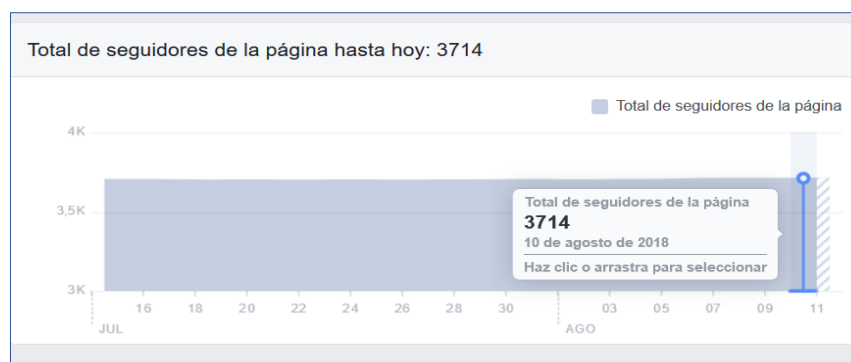 Total de seguidores de la página hasta hoy: 3714
Total de seguidores de la página
4K
3,5K
3K
Total de seguidores de la página
3714
10 de agosto de 2018
Haz clic o arrastra para seleccionar
16 18 20 22 24 26 28 30 03 05 07 09 11
JUL AGO